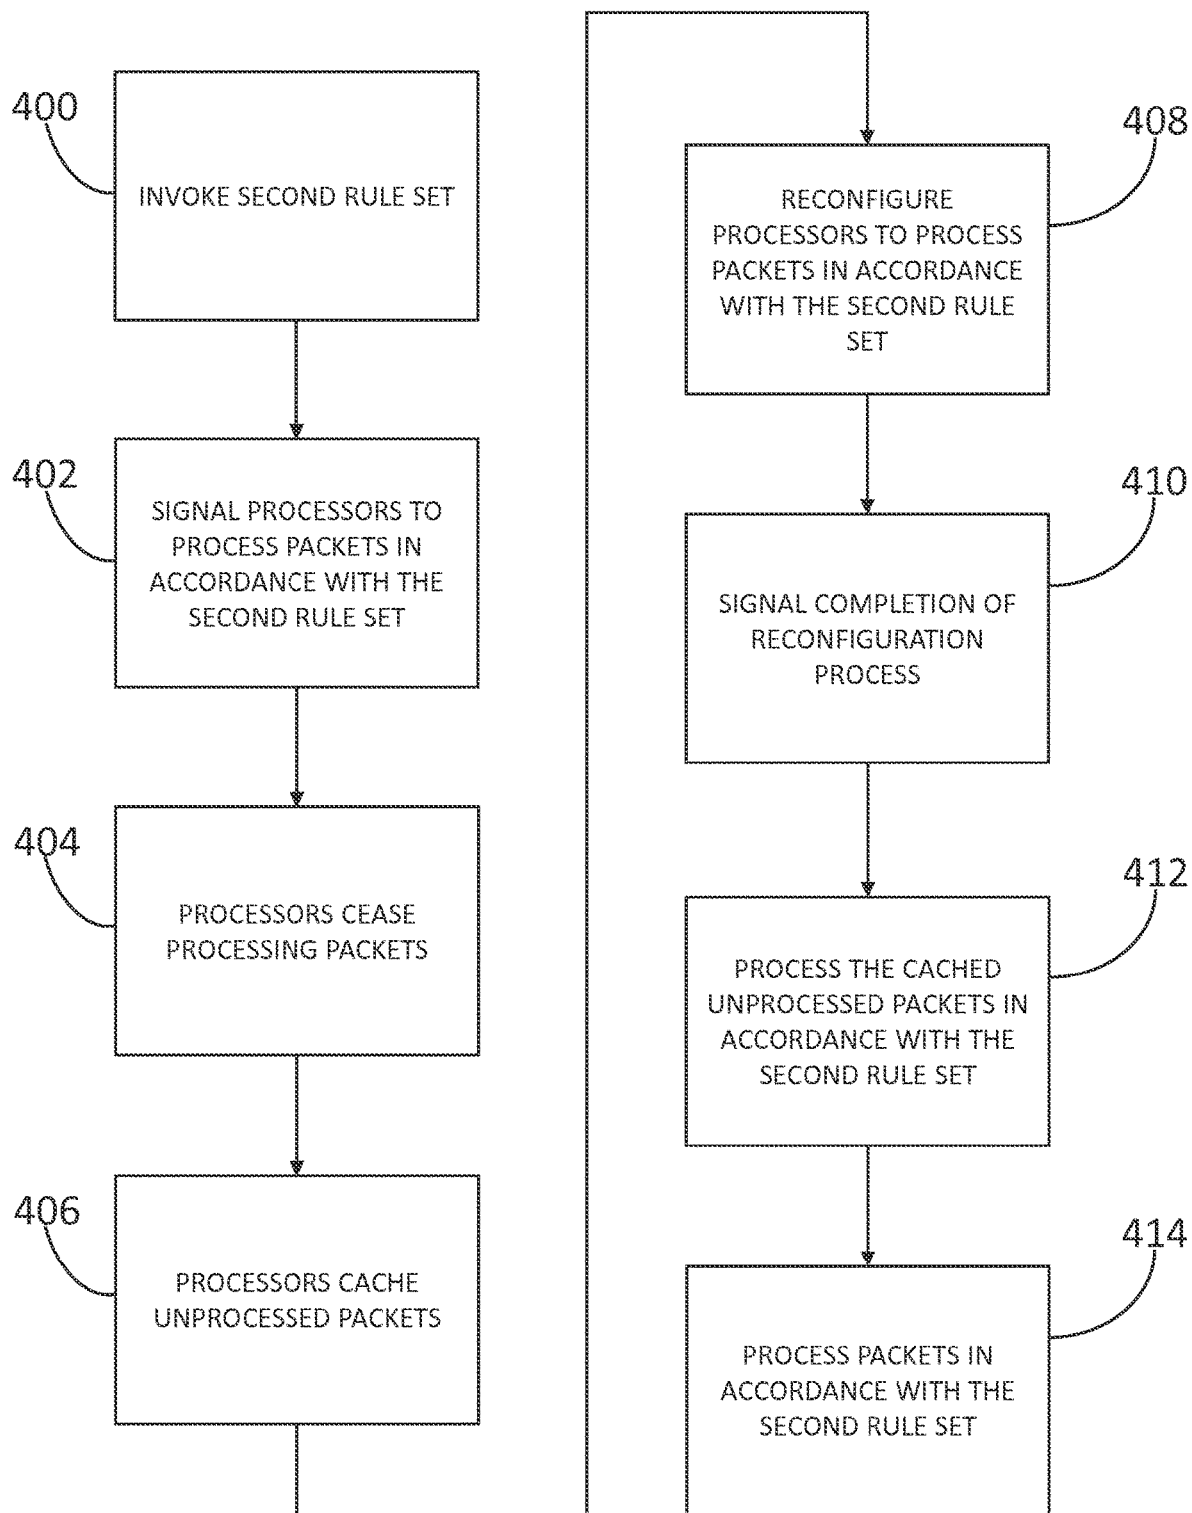 400
INVOKE SECOND RULE SET
402
SIGNAL PROCESSORS TO
PROCESS PACKETS IN
ACCORDANCE WITH THE
SECOND RULE SET
404
PROCESSORS CEASE
PROCESSING PACKETS
406
PROCESSORS CACHE
UNPROCESSED PACKETS
408
RECONFIGURE
PROCESSORS TO PROCESS
PACKETS IN ACCORDANCE
WITH THE SECOND RULE
SET
410
SIGNAL COMPLETION OF
RECONFIGURATION
PROCESS
412
PROCESS THE CACHED
UNPROCESSED PACKETS IN
ACCORDANCE WITH THE
SECOND RULE SET
414
PROCESS PACKETS IN
ACCORDANCE WITH THE
SECOND RULE SET